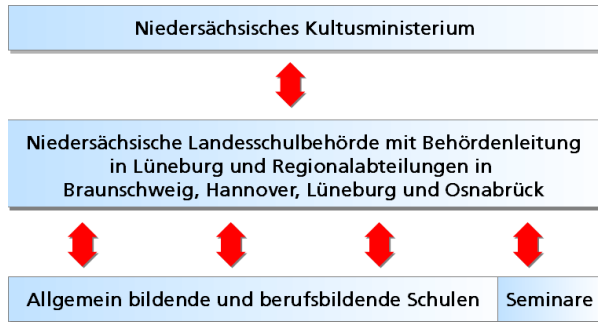 Niedersächsisches Kultusministerium
Niedersächsische Landesschulbehörde mit Behördenleitung
in Lüneburg und Regionalabteilungen in
Braunschweig, Hannover, Lüneburg und Osnabrück
Allgemein bildende und berufsbildende Schulen
Seminare